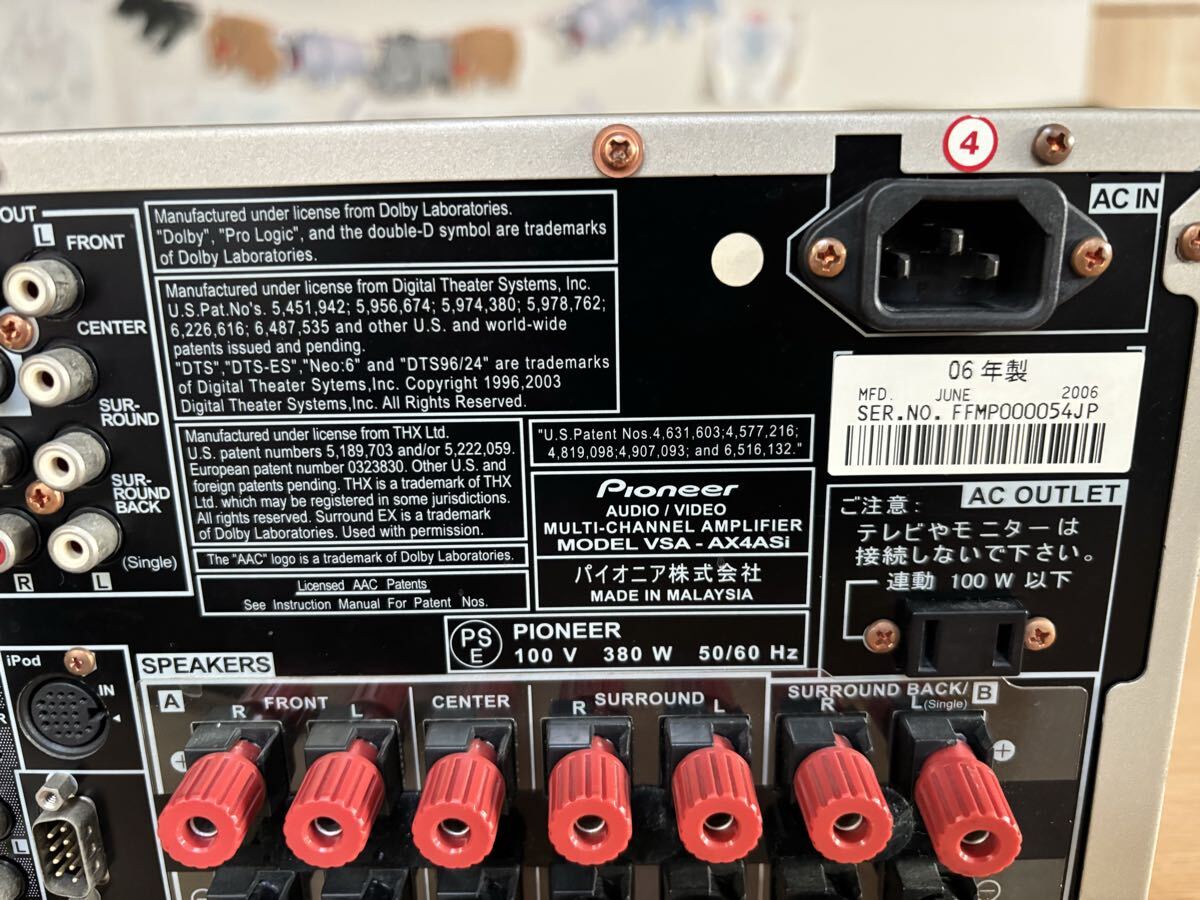 4
AC IN
OUT
L
FRONT
CENTER
SUR-
ROUND
SUR-
ROUND
BACK
(Single)
R
L
Manufactured under license from Dolby Laboratories.
"Dolby", "Pro Logic", and the double-D symbol are trademarks
of Dolby Laboratories.
Manufactured under license from Digital Theater Systems, Inc.
U.S.Pat.No's. 5,451,942; 5,956,674; 5,974,380; 5,978,762;
6,226,616; 6,487,535 and other U.S. and world-wide
patents issued and pending.
"DTS","DTS-ES","Neo:6" and "DTS96/24" are trademarks
of Digital Theater Sytems,Inc. Copyright 1996,2003
Digital Theater Systems,Inc. All Rights Reserved.
Manufactured under license from THX Ltd.
U.S. patent numbers 5,189,703 and/or 5,222,059.
European patent number 0323830. Other U.S. and
foreign patents pending. THX is a trademark of THX
Ltd. which may be registered in some jurisdictions.
All rights reserved. Surround EX is a trademark
of Dolby Laboratories. Used with permission.
The "AAC" logo is a trademark of Dolby Laboratories.
Licensed AAC Patents
See Instruction Manual For Patent Nos.
"U.S.Patent Nos.4,631,603;4,577,216;
4,819,098;4,907,093; and 6,516,132."
Pioneer
AUDIO / VIDEO
MULTI-CHANNEL AMPLIFIER
MODEL VSA - AX4ASi
パイオニア株式会社
MADE IN MALAYSIA
PS
E
PIONEER
100 V 380 W 50/60 Hz
06 年製
MFD. JUNE 2006
SER.NO. FFMP000054JP
AC OUTLET
ご注意:
テレビやモニターは
接続しないで下さい。
連動 100 W 以下
iPod
IN
R
L
SPEAKERS
A
FRONT
R
L
CENTER
SURROUND
R
L
SURROUND BACK/
B
R
L(Single)
+
+